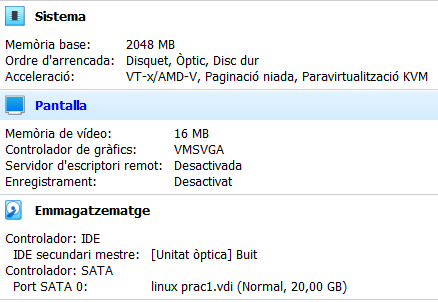 Sistema
Memòria base: 2048 MB
Ordre d'arrencada: Disquet, Òptic, Disc dur
Acceleració: VT-x/AMD-V, Paginació niada, Paravirtualització KVM
Pantalla
Memòria de vídeo: 16 MB
Controlador de gràfics: VMSVGA
Servidor d'escriptori remot: Desactivada
Enregistrament: Desactivat
Emmagatzematge
Controlador: IDE
IDE secundari mestre: [Unitat òptica] Buit
Controlador: SATA
Port SATA 0: linux prac1.vdi (Normal, 20,00 GB)